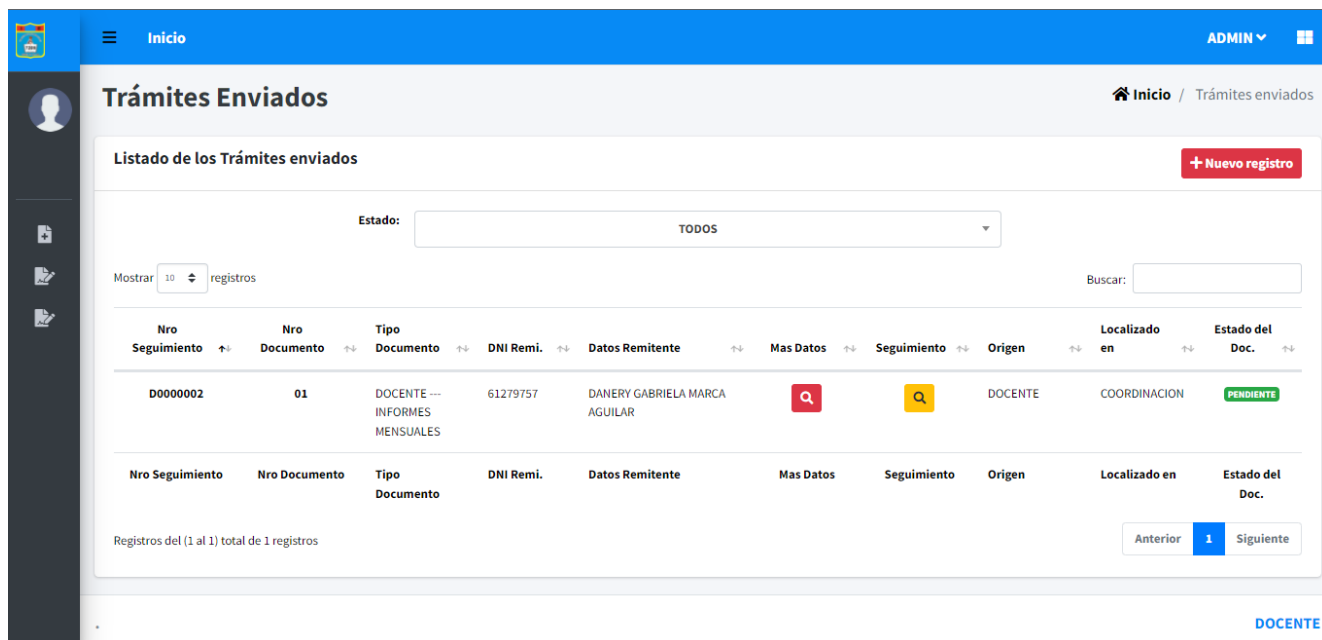 Inicio
ADMIN
Trámites Enviados
Inicio / Trámites enviados
Listado de los Trámites enviados
+ Nuevo registro
Estado:
TODOS
Mostrar 10 registros
Buscar:
Nro Seguimiento
Nro Documento
Tipo Documento
DNI Remi.
Datos Remitente
Mas Datos
Seguimiento
Origen
Localizado en
Estado del Doc.
D0000002
01
DOCENTE ---
INFORMES
MENSUALES
61279757
DANERY GABRIELA MARCA
AGUILAR
DOCENTE
COORDINACION
PENDIENTE
Nro Seguimiento
Nro Documento
Tipo
Documento
DNI Remi.
Datos Remitente
Mas Datos
Seguimiento
Origen
Localizado en
Estado del
Doc.
Registros del (1 al 1) total de 1 registros
Anterior 1 Siguiente
.
DOCENTE